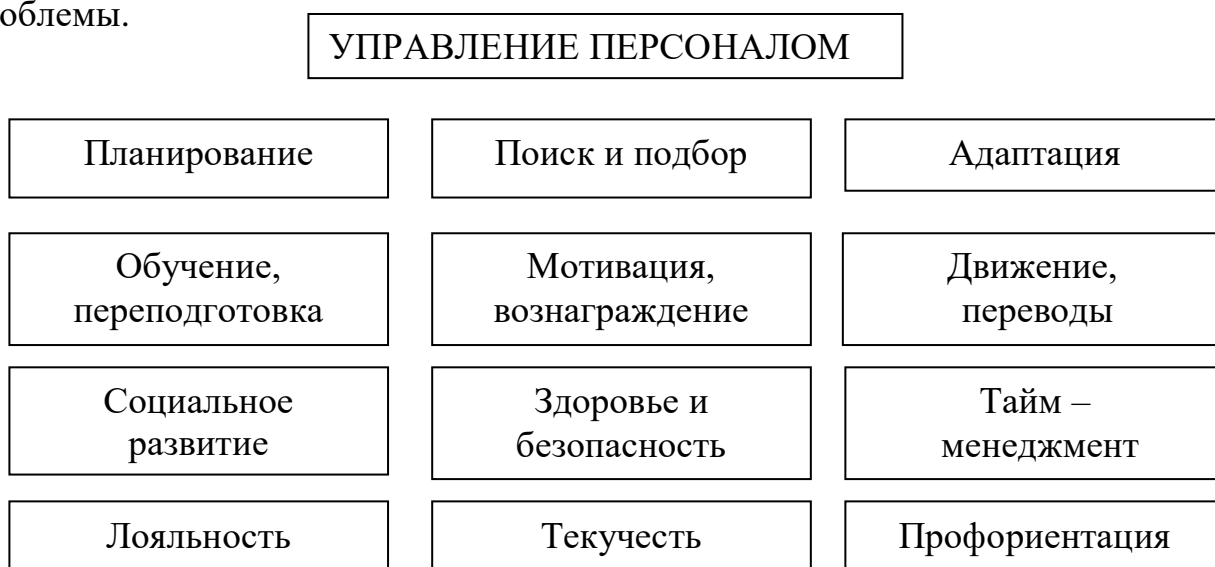 облемы.
УПРАВЛЕНИЕ ПЕРСОНАЛОМ
Планирование
Поиск и подбор
Адаптация
Обучение,
переподготовка
Мотивация,
вознаграждение
Движение,
переводы
Социальное
развитие
Здоровье и
безопасность
Тайм –
менеджмент
Лояльность
Текучесть
Профориентация